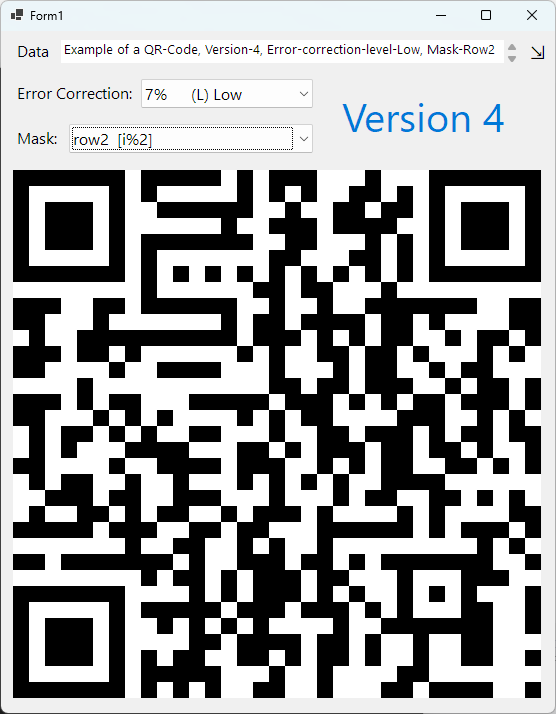 Form1
Data
Example of a QR-Code, Version-4, Error-correction-level-Low, Mask-Row2
Error Correction:
7% (L) Low
Version 4
Mask:
row2 [i%2]